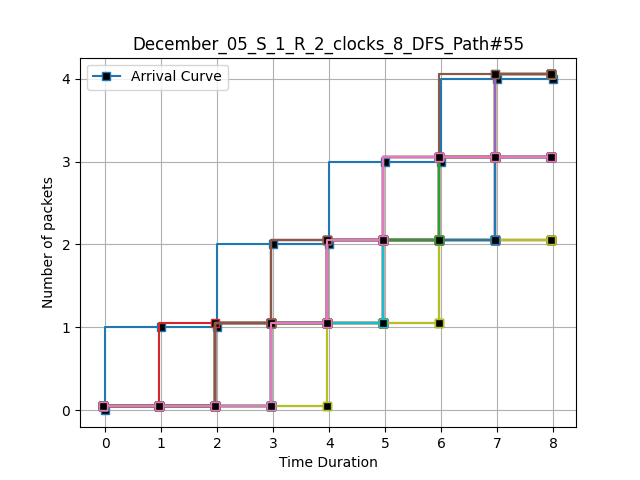 December_05_S_1_R_2_clocks_8_DFS_Path#55
Arrival Curve
Number of packets
4
3
2
1
0
0 1 2 3 4 5 6 7 8
Time Duration